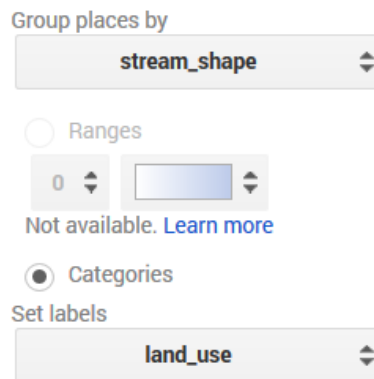 Group places by
stream_shape
Ranges
0
Not available. Learn more
Categories
Set labels
land_use